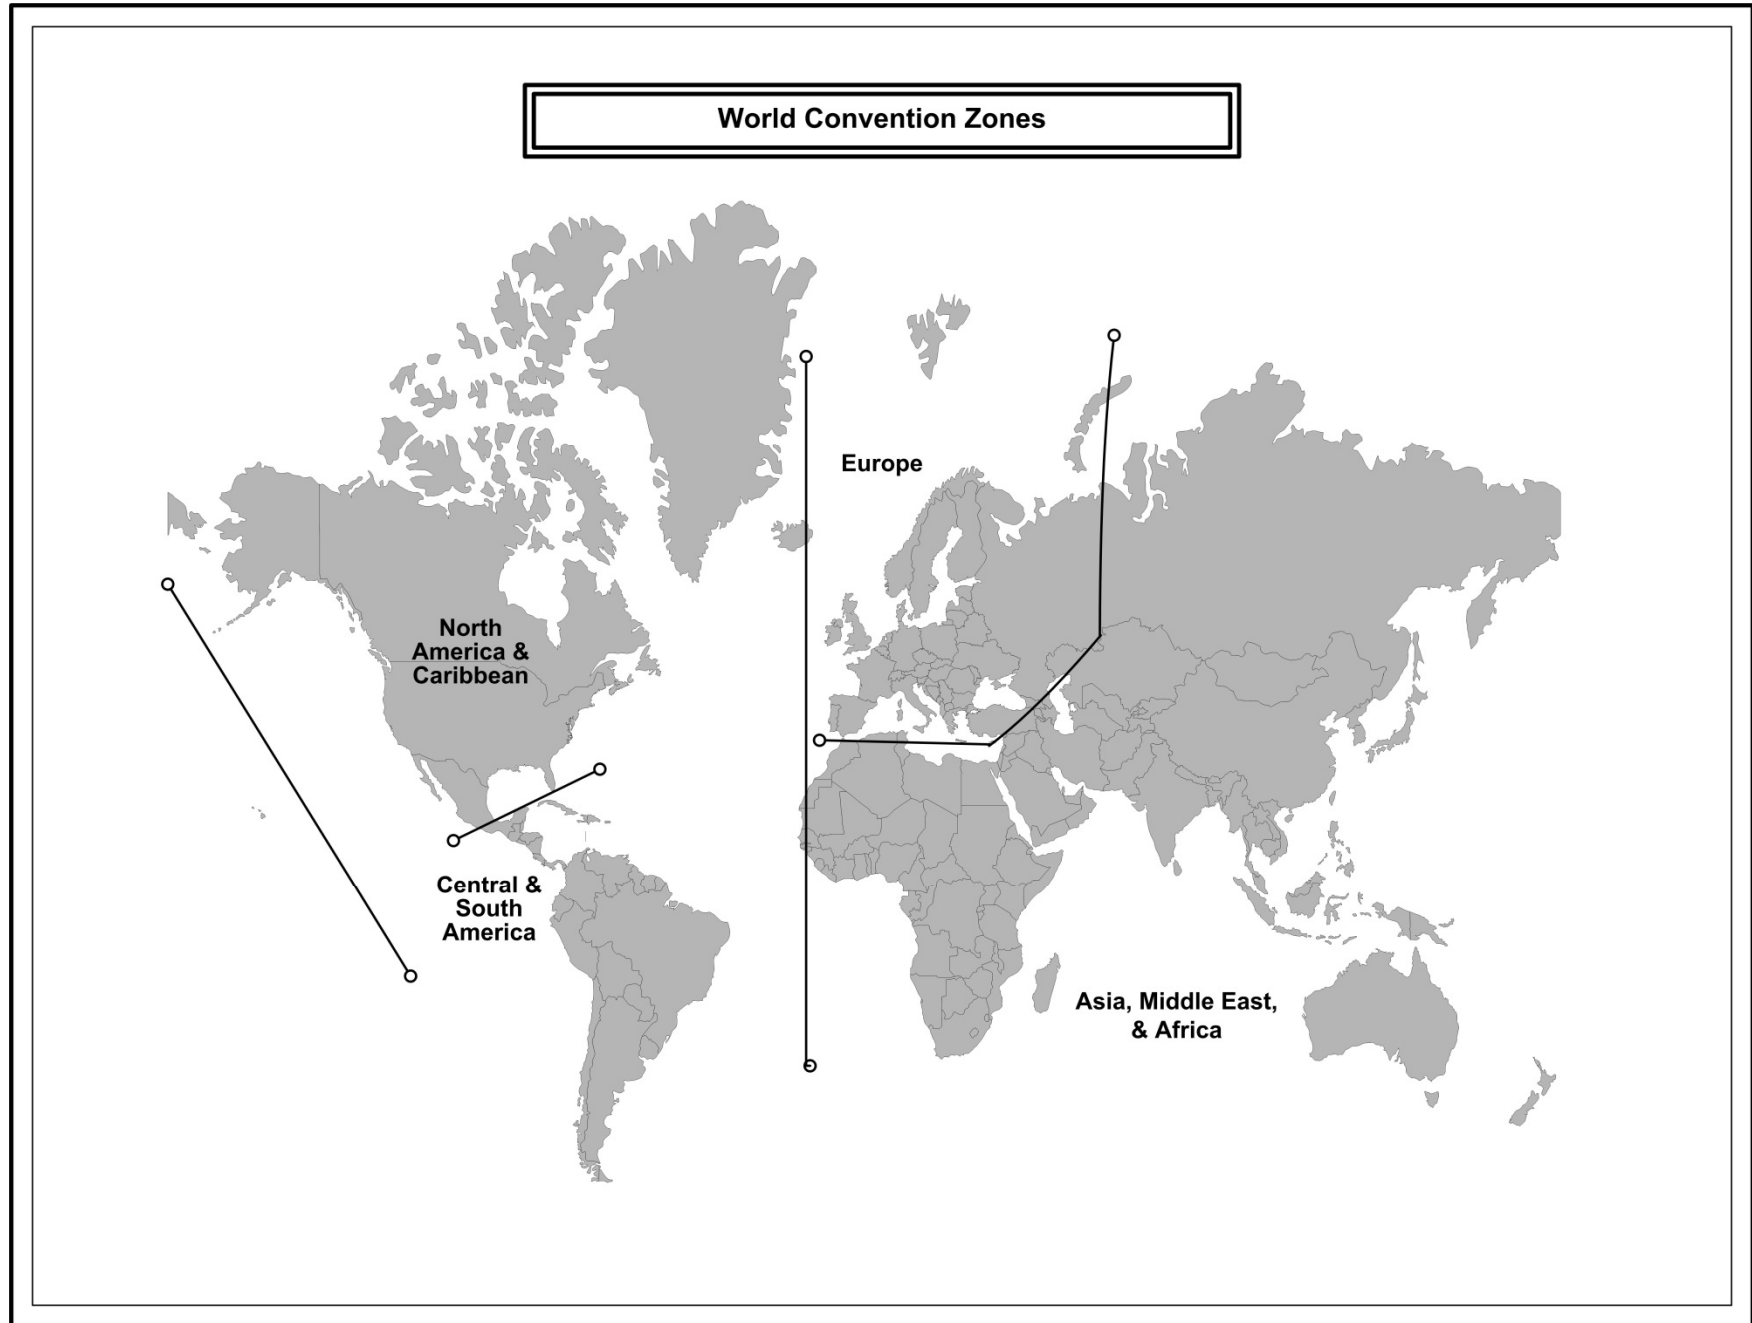 World Convention Zones
Europe
North
America &
Caribbean
Central &
South
America
Asia, Middle East,
& Africa